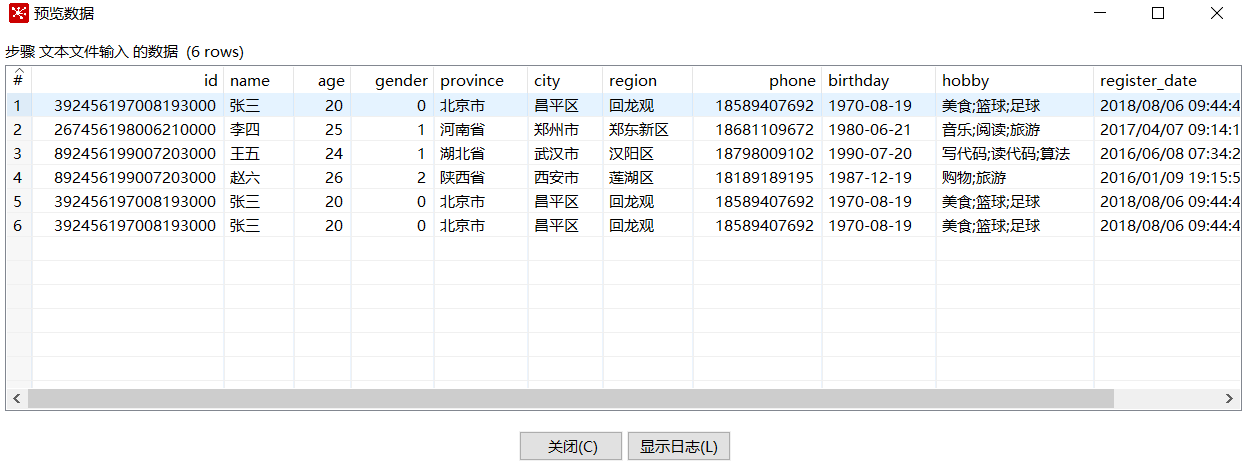 预览数据
步骤 文本文件输入 的数据 (6 rows)
# id name age gender province city region phone birthday hobby register_date
1 392456197008193000 张三 20 0 北京市 昌平区 回龙观 18589407692 1970-08-19 美食;篮球;足球 2018/08/06 09:44:4
2 267456198006210000 李四 25 1 河南省 郑州市 郑东新区 18681109672 1980-06-21 音乐;阅读;旅游 2017/04/07 09:14:1
3 892456199007203000 王五 24 1 湖北省 武汉市 汉阳区 18798009102 1990-07-20 写代码;读代码;算法 2016/06/08 07:34:2
4 892456199007203000 赵六 26 2 陕西省 西安市 莲湖区 18189189195 1987-12-19 购物;旅游 2016/01/09 19:15:5
5 392456197008193000 张三 20 0 北京市 昌平区 回龙观 18589407692 1970-08-19 美食;篮球;足球 2018/08/06 09:44:4
6 392456197008193000 张三 20 0 北京市 昌平区 回龙观 18589407692 1970-08-19 美食;篮球;足球 2018/08/06 09:44:4
关闭(C) 显示日志(L)